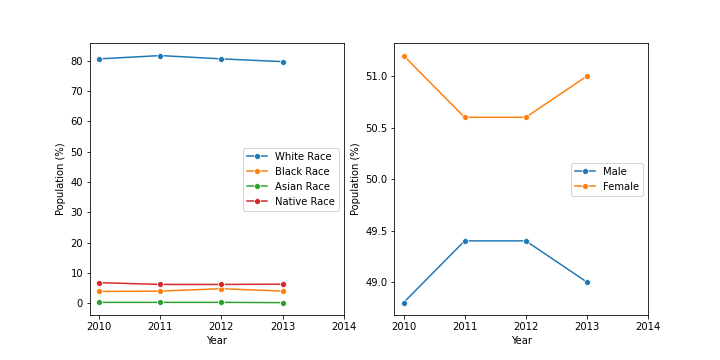 80
70
60
50
40
30
20
10
0
Population (%)
2010 2011 2012 2013 2014
Year
White Race
Black Race
Asian Race
Native Race
51.0
50.5
50.0
49.5
49.0
Population (%)
2010 2011 2012 2013 2014
Year
Male
Female